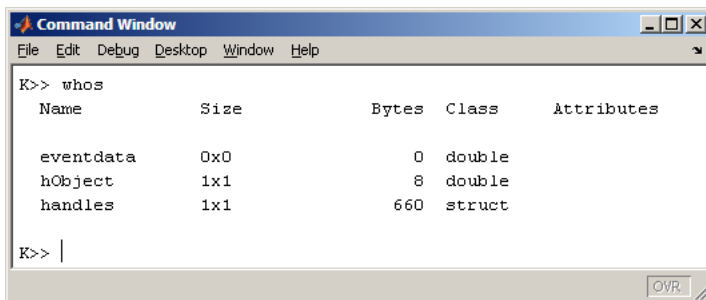 Command Window
File Edit Debug Desktop Window Help
K>> whos
Name Size Bytes Class Attributes
eventdata 0x0 0 double
hObject 1x1 8 double
handles 1x1 660 struct
K>>
OVR